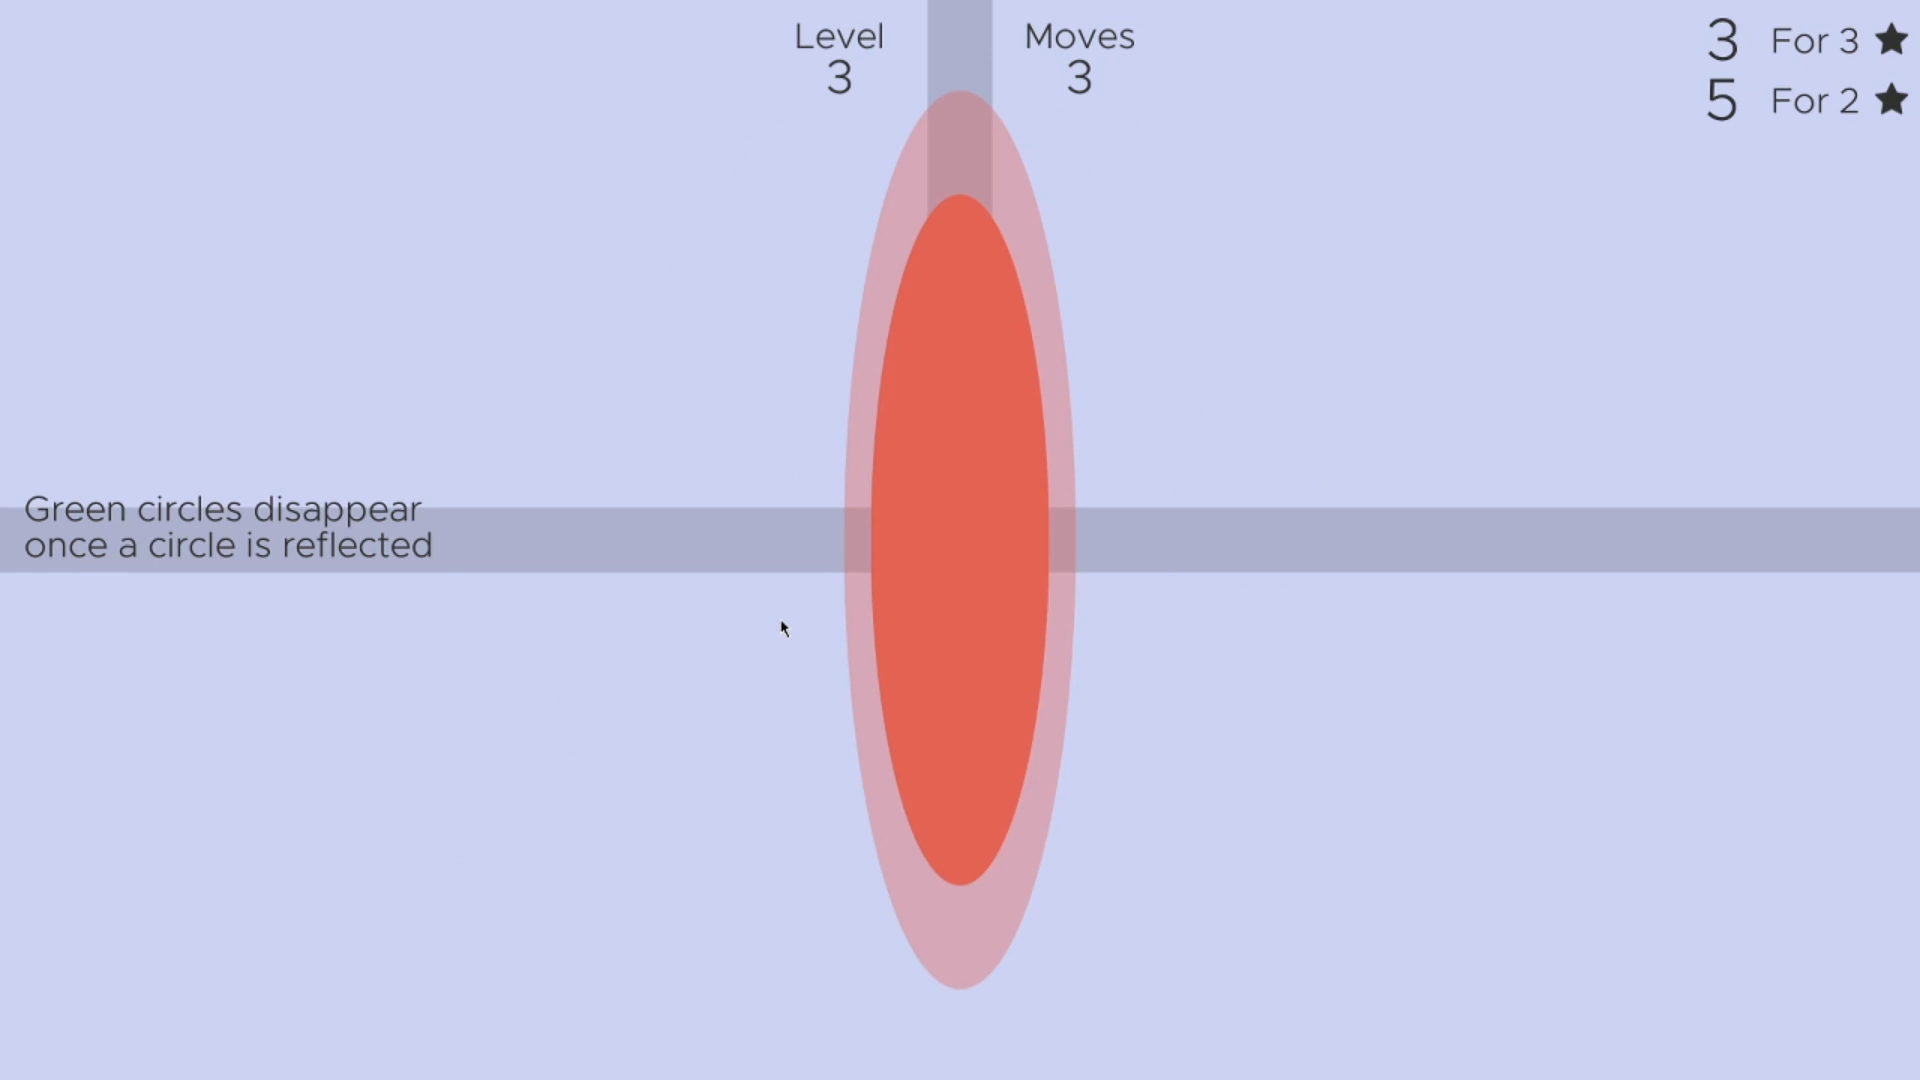 Level
3
Moves
3
3 For 3
5 For 2
Green circles disappear
once a circle is reflected